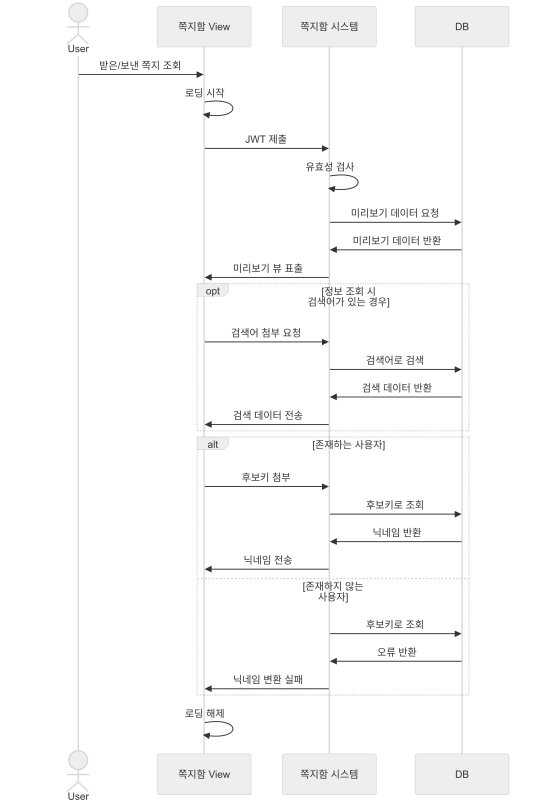 쪽지함 View
쪽지함 시스템
DB
User
받은/보낸 쪽지 조회
로딩 시작
JWT 제출
유효성 검사
미리보기 데이터 요청
미리보기 데이터 반환
미리보기 뷰 표출
opt
[정보 조회 시
검색어가 있는 경우]
검색어 첨부 요청
검색어로 검색
검색 데이터 반환
검색 데이터 전송
alt
[존재하는 사용자]
후보키 첨부
후보키로 조회
닉네임 반환
닉네임 전송
[존재하지 않는
사용자]
후보키로 조회
오류 반환
닉네임 변환 실패
로딩 해제
쪽지함 View
쪽지함 시스템
DB
User